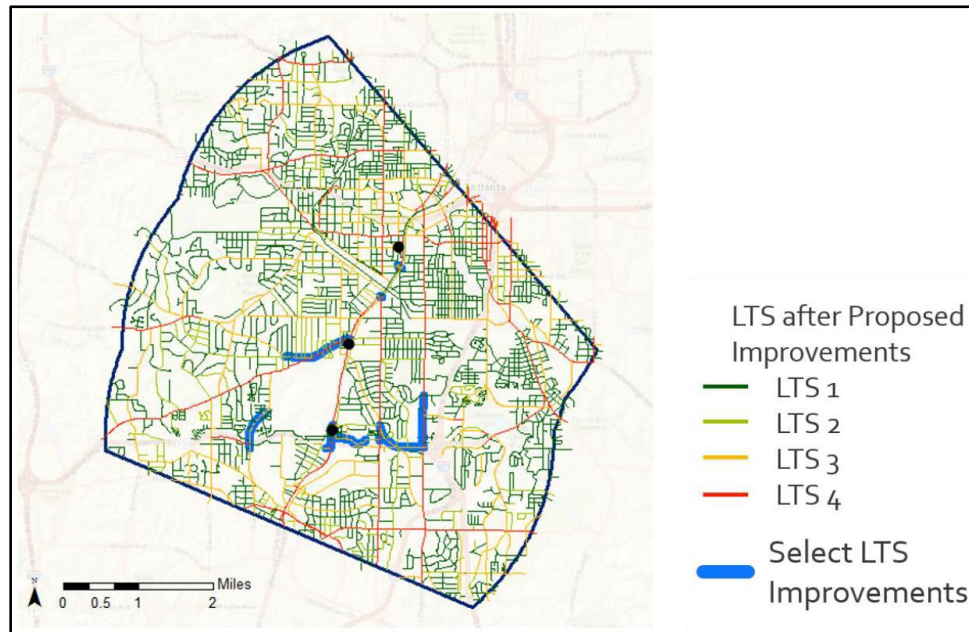 Atlanta
LTS after Proposed
Improvements
LTS 1
LTS 2
LTS 3
LTS 4
Select LTS
Improvements
N
Miles
0 0.5 1 2